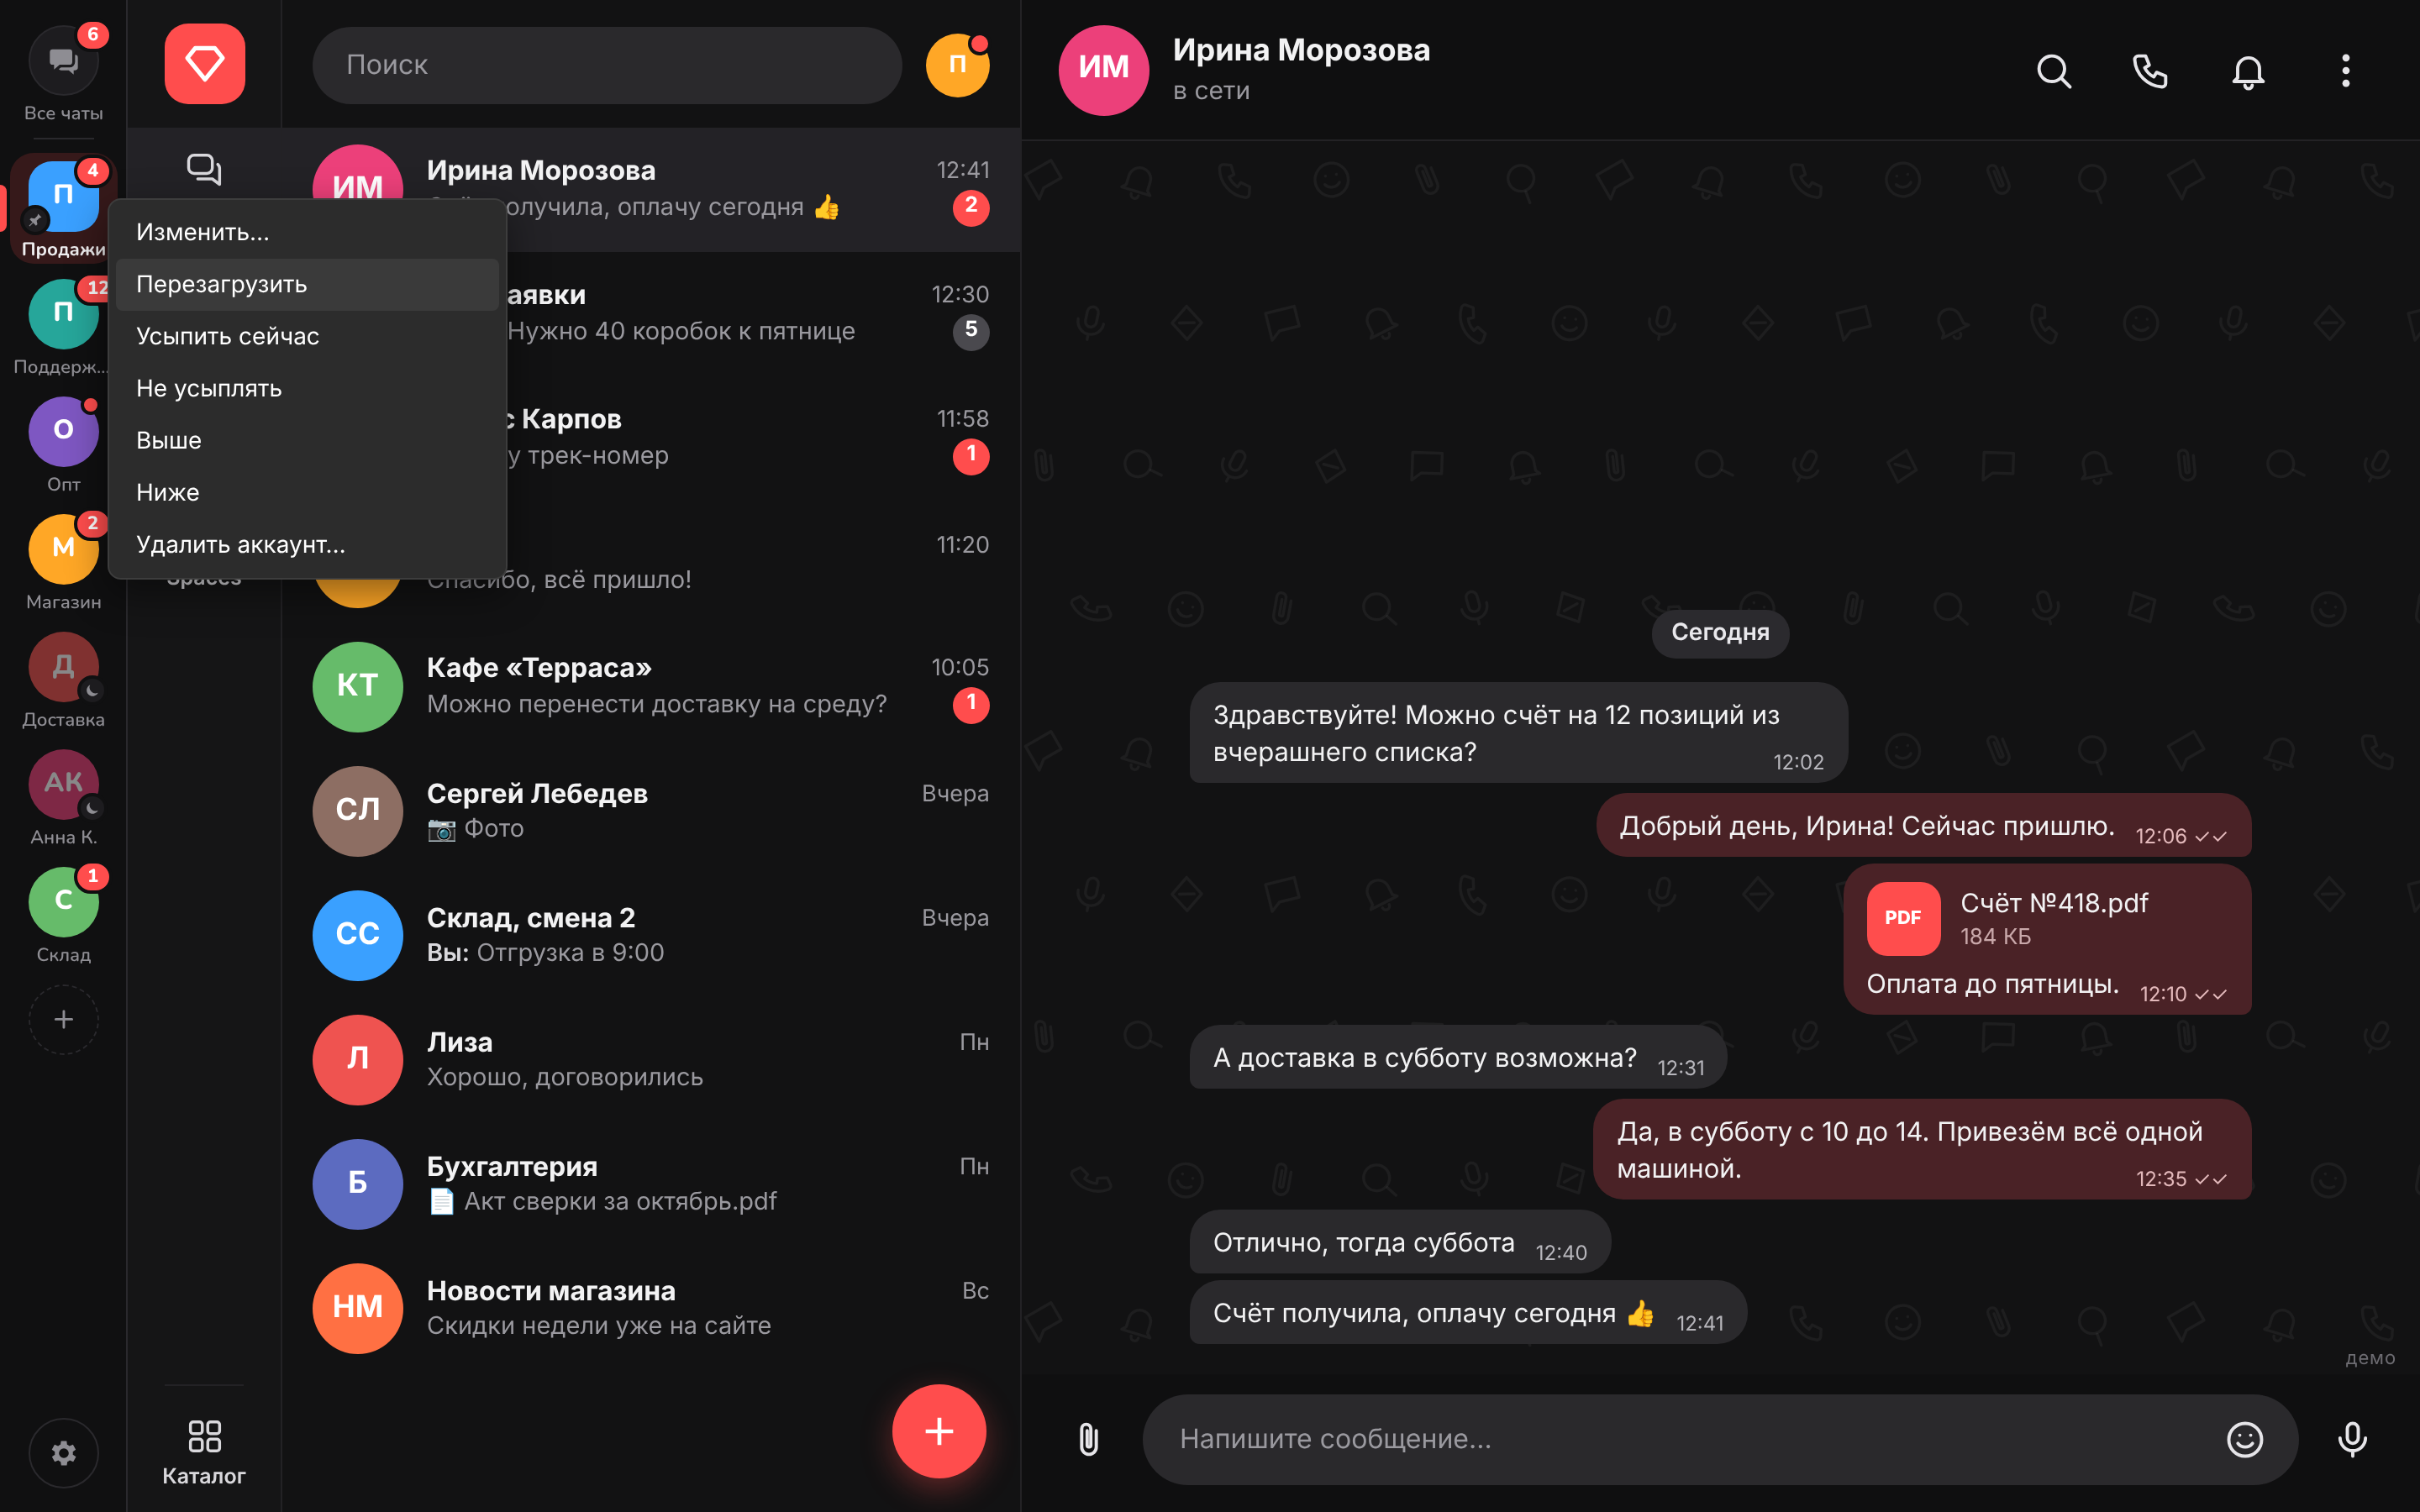 6
Все чаты
П
4
Продажи
П
12
Поддерж...
О
Опт
М
2
Магазин
Д
Доставка
АК
Анна К.
С
1
Склад
Изменить...
Перезагрузить
Усыпить сейчас
Не усыплять
Выше
Ниже
Удалить аккаунт...
Spaces
Каталог
Поиск
П
ИМ
Ирина Морозова
12:41
получила, оплачу сегодня 👍
2
12:30
Нужно 40 коробок к пятнице
5
Карпов
11:58
трек-номер
1
11:20
Спасибо, всё пришло!
КТ
Кафе «Терраса»
10:05
Можно перенести доставку на среду?
1
СЛ
Сергей Лебедев
Вчера
📷 Фото
СС
Склад, смена 2
Вчера
Вы: Отгрузка в 9:00
Л
Лиза
Пн
Хорошо, договорились
Б
Бухгалтерия
Пн
📄 Акт сверки за октябрь.pdf
НМ
Новости магазина
Вс
Скидки недели уже на сайте
ИМ
Ирина Морозова
в сети
Сегодня
Здравствуйте! Можно счёт на 12 позиций из
вчерашнего списка?
12:02
Добрый день, Ирина! Сейчас пришлю.
12:06
PDF
Счёт №418.pdf
184 КБ
Оплата до пятницы.
12:10
А доставка в субботу возможна?
12:31
Да, в субботу с 10 до 14. Привезём всё одной
машиной.
12:35
Отлично, тогда суббота
12:40
Счёт получила, оплачу сегодня 👍
12:41
демо
Напишите сообщение...